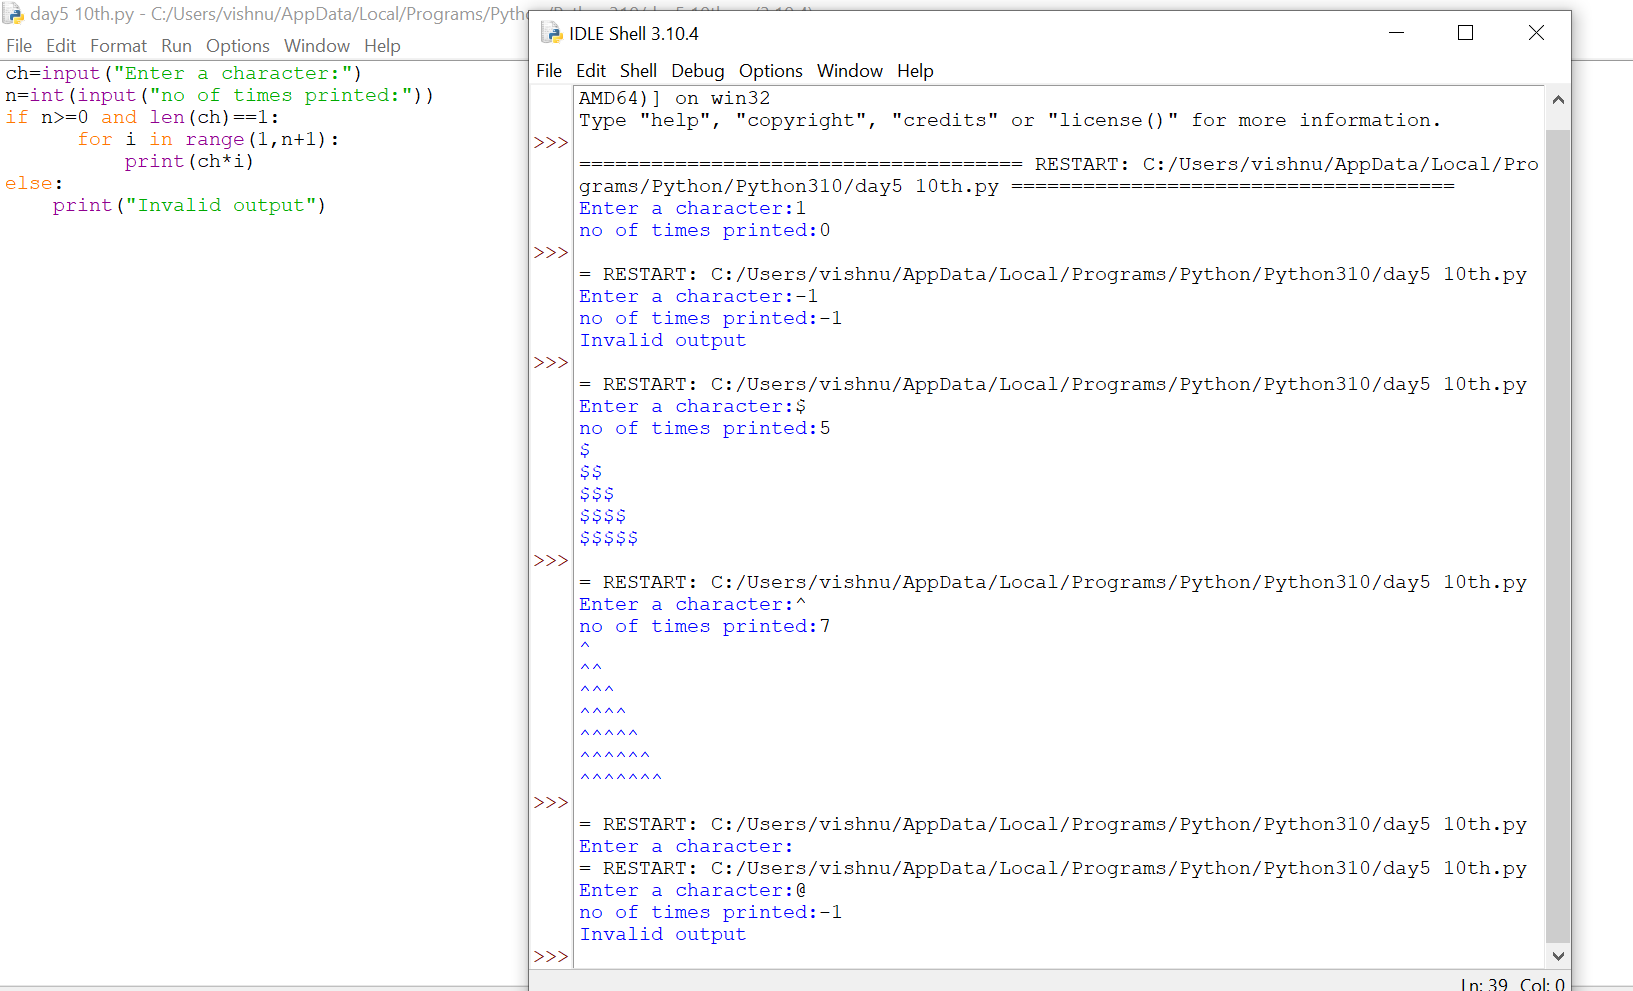 day5 10th.py - C:/Users/vishnu/AppData/Local/Programs/Pytho
File Edit Format Run Options Window Help
ch=input("Enter a character:")
n=int(input("no of times printed:"))
if n>=0 and len(ch)==1:
for i in range(1,n+1):
print(ch*i)
else:
print("Invalid output")
IDLE Shell 3.10.4
File Edit Shell Debug Options Window Help
AMD64)] on win32
Type "help", "copyright", "credits" or "license()" for more information.
>>>
===================================== RESTART: C:/Users/vishnu/AppData/Local/Pro
grams/Python/Python310/day5 10th.py =====================================
Enter a character:1
no of times printed:0
>>>
= RESTART: C:/Users/vishnu/AppData/Local/Programs/Python/Python310/day5 10th.py
Enter a character:-1
no of times printed:-1
Invalid output
>>>
= RESTART: C:/Users/vishnu/AppData/Local/Programs/Python/Python310/day5 10th.py
Enter a character:$
no of times printed:5
$
$$
$$$
$$$$
$$$$$
>>>
= RESTART: C:/Users/vishnu/AppData/Local/Programs/Python/Python310/day5 10th.py
Enter a character:^
no of times printed:7
^
^^
^^^
^^^^
^^^^^
^^^^^^
^^^^^^^
>>>
= RESTART: C:/Users/vishnu/AppData/Local/Programs/Python/Python310/day5 10th.py
Enter a character:
= RESTART: C:/Users/vishnu/AppData/Local/Programs/Python/Python310/day5 10th.py
Enter a character:@
no of times printed:-1
Invalid output
>>>
Ln: 39 Col: 0